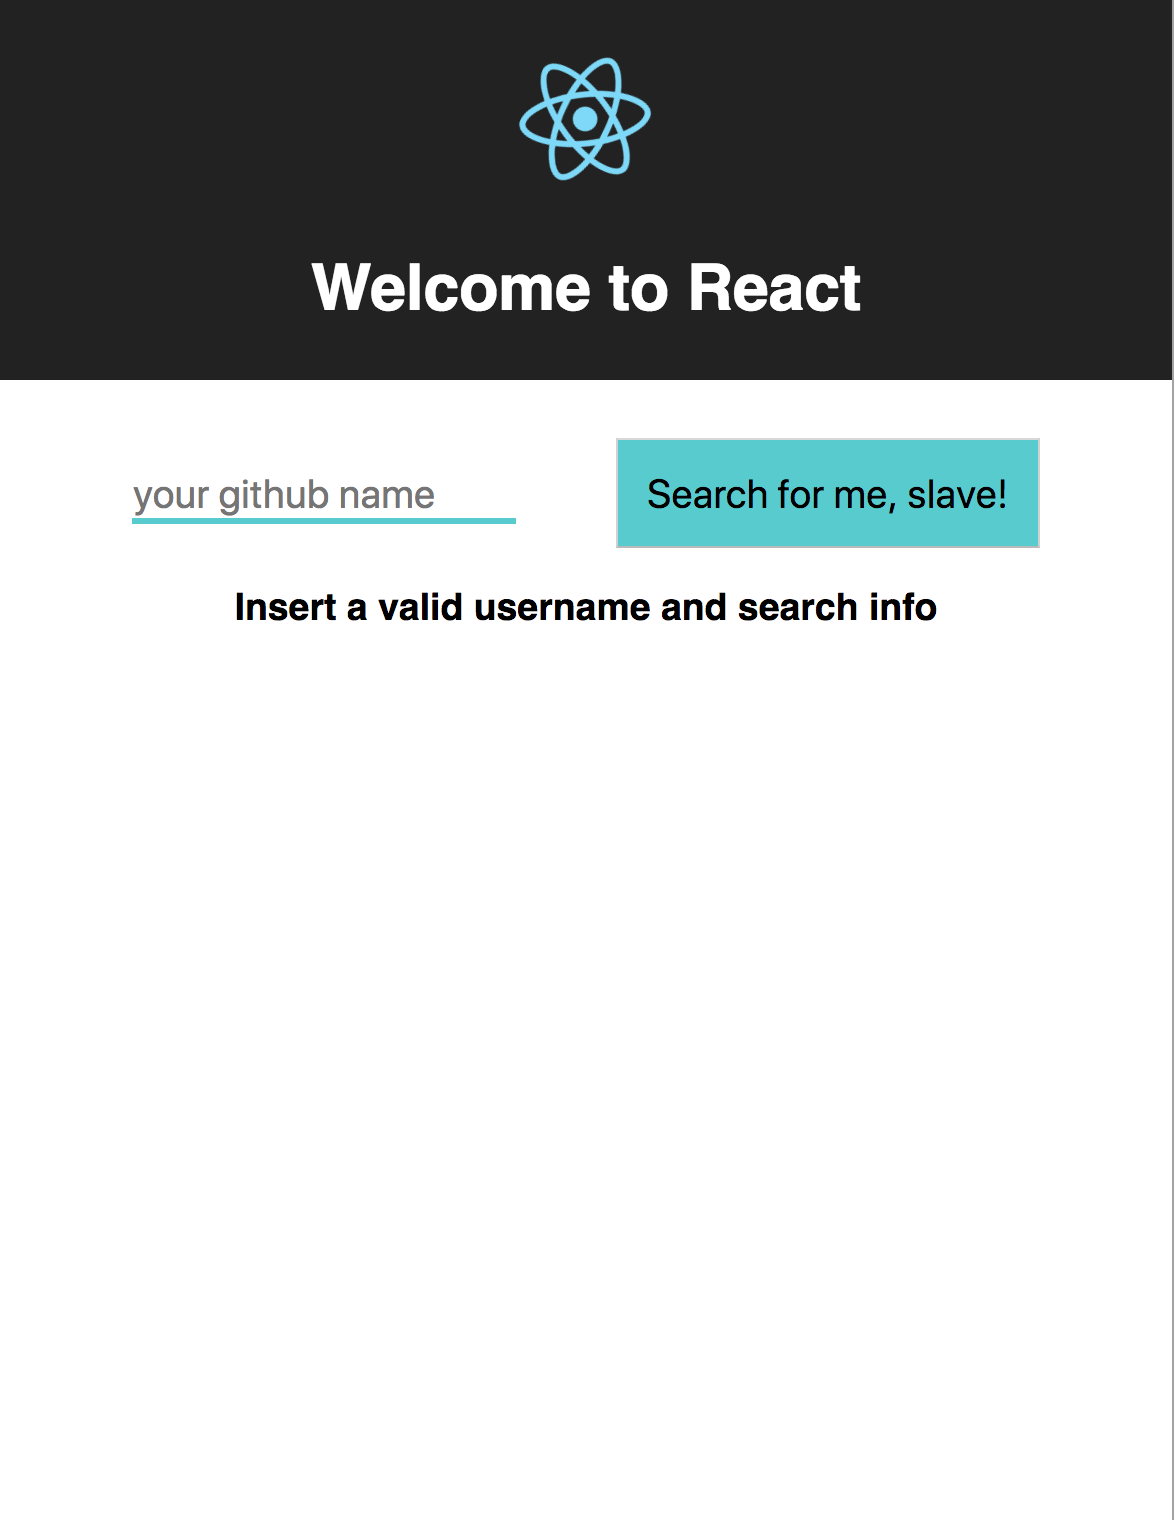 Welcome to React
your github name
Search for me, slave!
Insert a valid username and search info